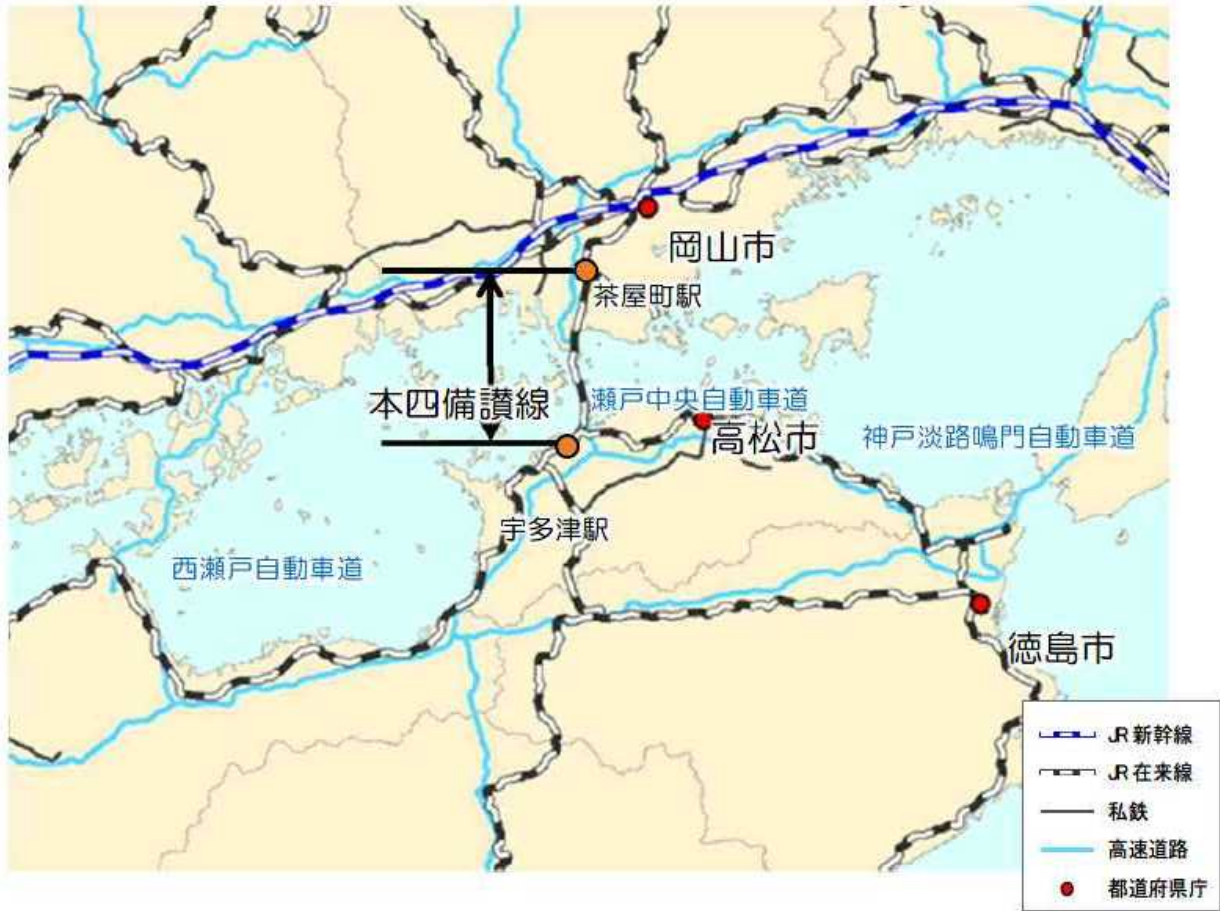 岡山市
茶屋町駅
本四備讃線
瀬戸中央自動車道
高松市
神戸淡路鳴門自動車道
宇多津駅
西瀬戸自動車道
徳島市
JR新幹線
JR在来線
私鉄
高速道路
都道府県庁